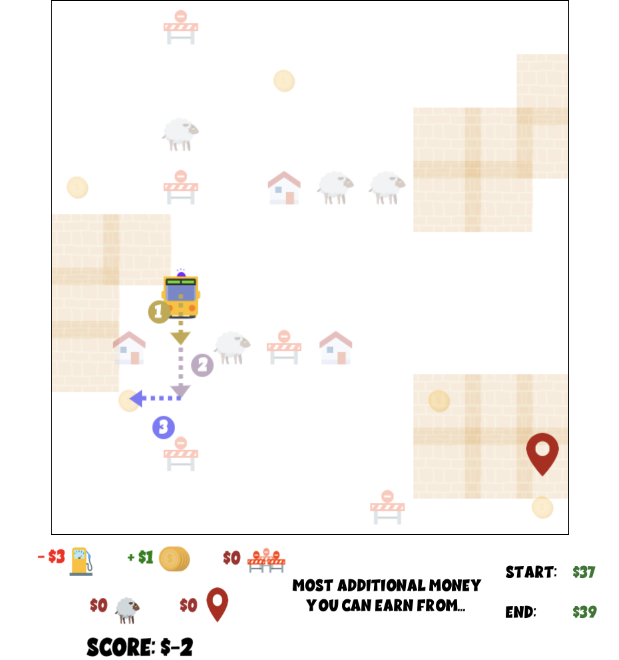 1
2
3
- $3
+ $1
$0
$0
$0
SCORE: $-2
MOST ADDITIONAL MONEY
YOU CAN EARN FROM...
START: $37
END: $39